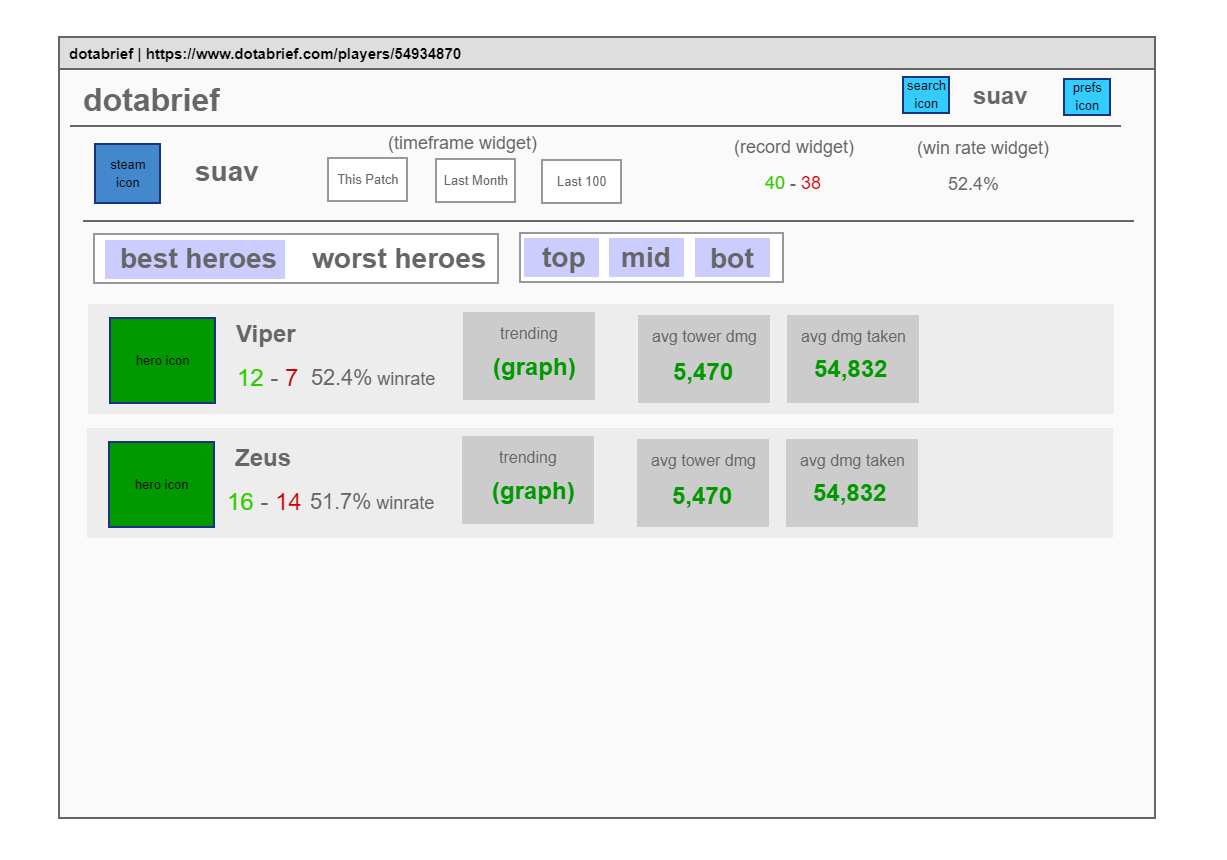 dotabrief | https://www.dotabrief.com/players/54934870
dotabrief
search
icon
suav
prefs
icon
steam
icon
suav
(timeframe widget)
This Patch
Last Month
Last 100
(record widget)
40 - 38
(win rate widget)
52.4%
best heroes
worst heroes
top
mid
bot
hero icon
Viper
12 - 7 52.4% winrate
trending
(graph)
avg tower dmg
5,470
avg dmg taken
54,832
hero icon
Zeus
16 - 14 51.7% winrate
trending
(graph)
avg tower dmg
5,470
avg dmg taken
54,832